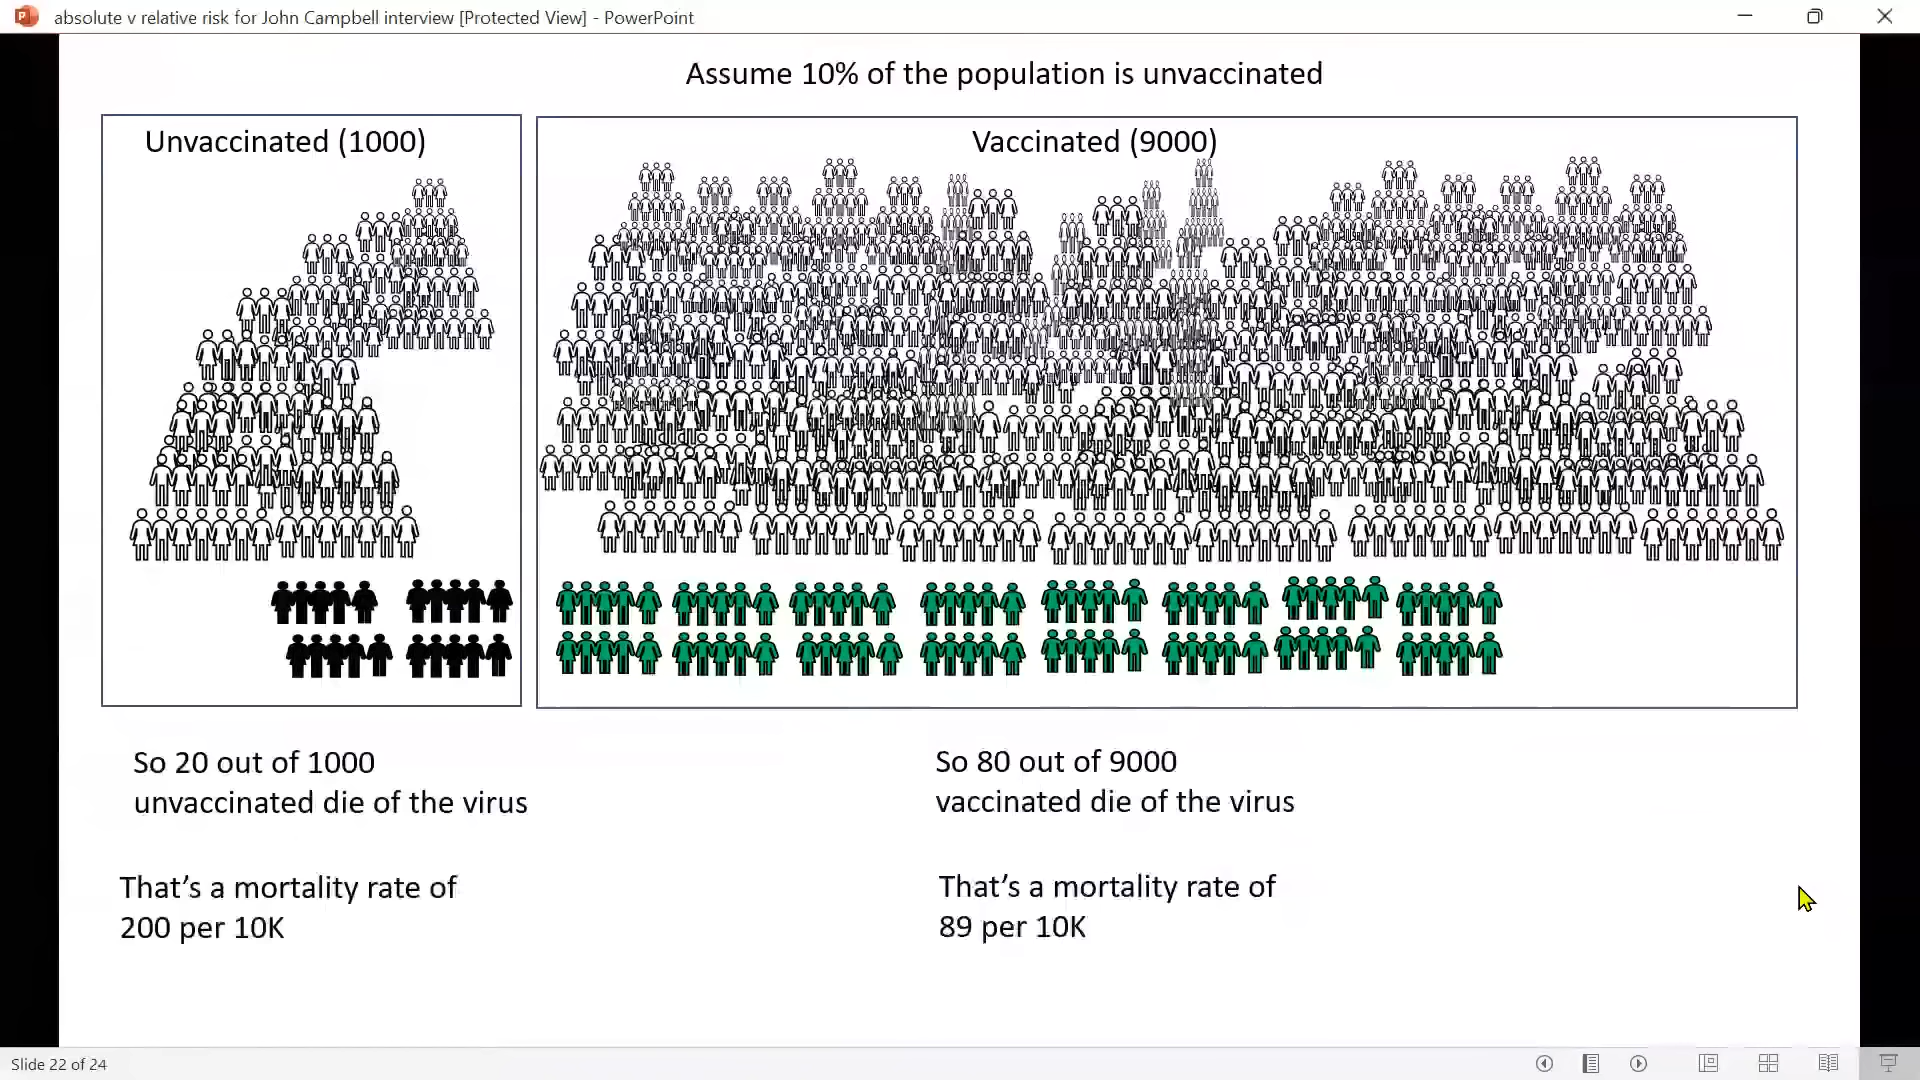 absolute v relative risk for John Campbell interview [Protected View] - PowerPoint
Assume 10% of the population is unvaccinated
Unvaccinated (1000)
Vaccinated (9000)
So 20 out of 1000
unvaccinated die of the virus
So 80 out of 9000
vaccinated die of the virus
That’s a mortality rate of
200 per 10K
That’s a mortality rate of
89 per 10K
Slide 22 of 24